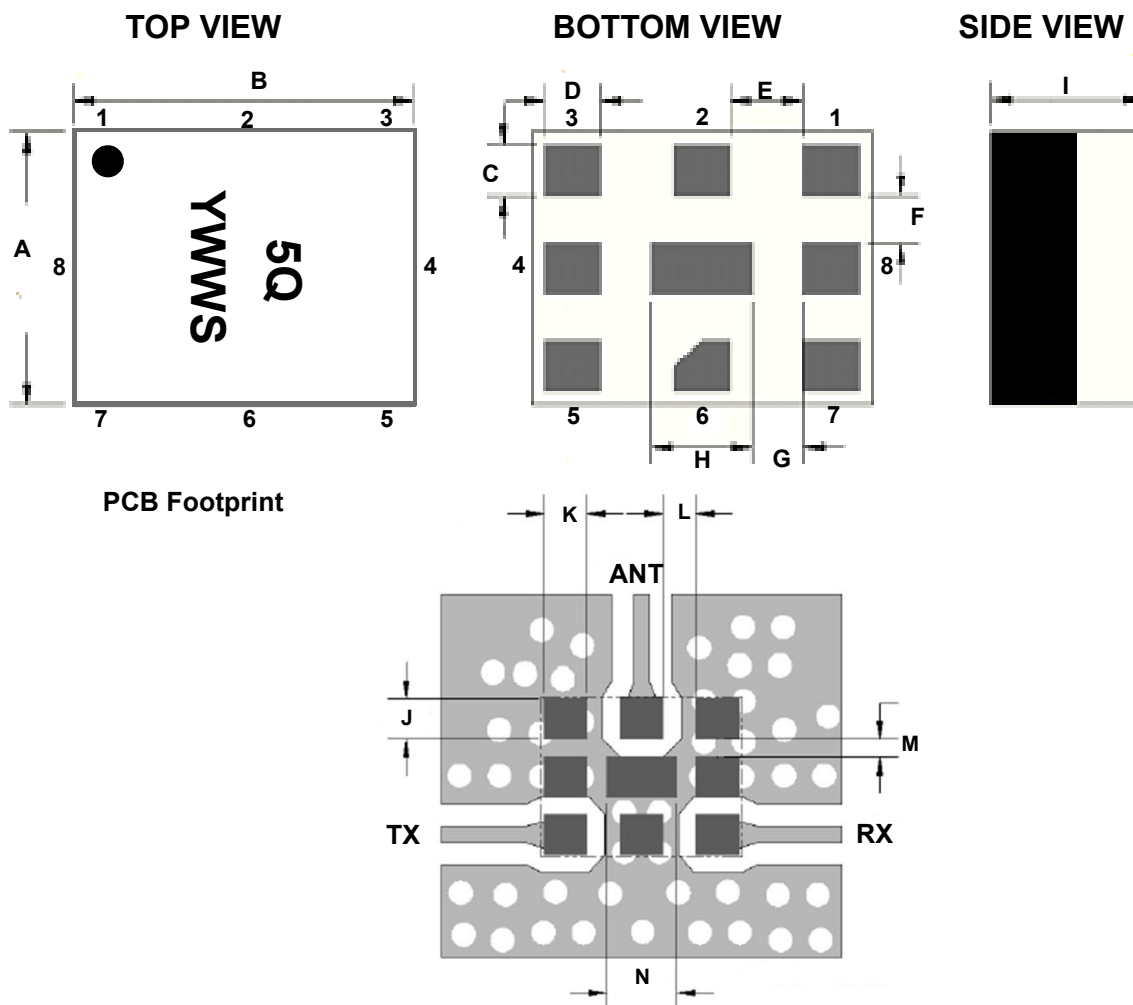 TOP VIEW
BOTTOM VIEW
SIDE VIEW
B
1 2 3
A
8
4
YWWS
5Q
7 6 5
D
E
3 2 1
C
F
4
8
5 6 7
H
G
I
PCB Footprint
K
L
ANT
J
M
TX
RX
N